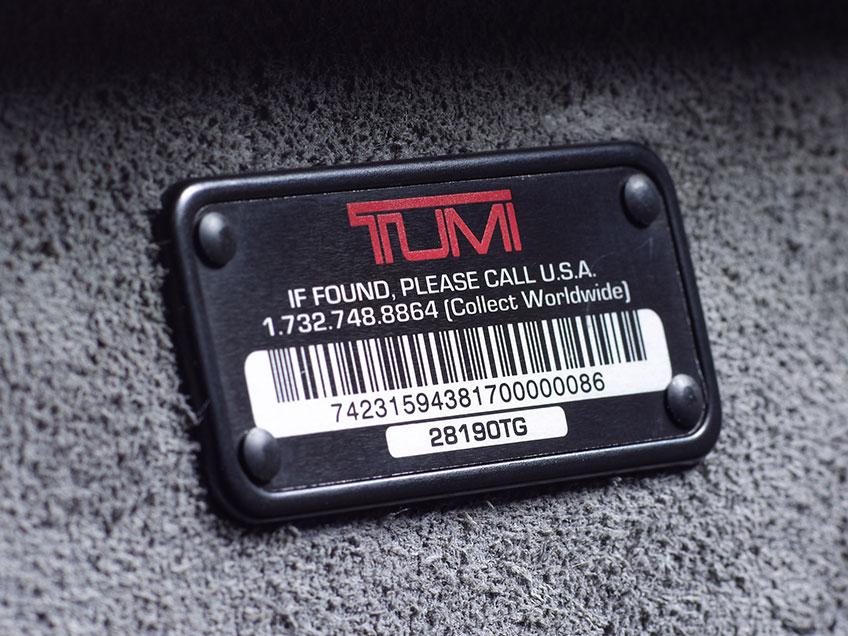 TUMI
IF FOUND, PLEASE CALL U.S.A.
1.732.748.8864 (Collect Worldwide)
74231594381700000086
28190TG